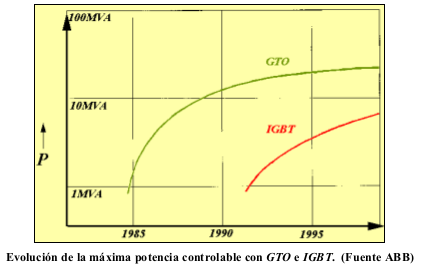 100MVA
GTO
10MVA
IGBT
P
1MVA
1985 1990 1995
Evolución de la máxima potencia controlable con GTO e IGBT. (Fuente ABB)